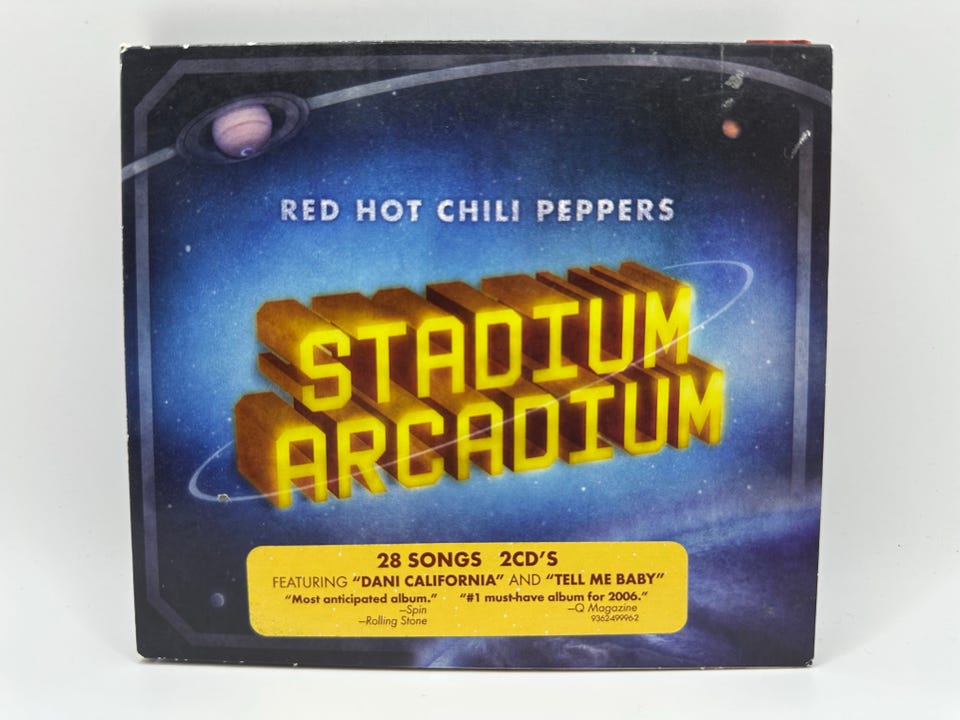 RED HOT CHILI PEPPERS
STADIUM
ARCADIUM
28 SONGS 2CD'S
FEATURING "DANI CALIFORNIA" AND "TELL ME BABY"
"Most anticipated album." "#1 must-have album for 2006."
—Spin —Q Magazine
—Rolling Stone 9362499962